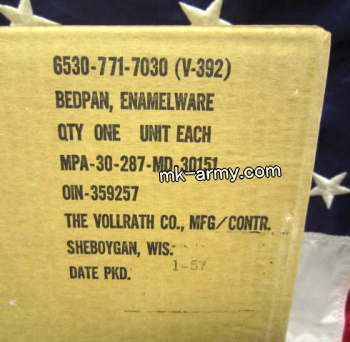 6530-771-7030 (V-392)
BEDPAN, ENAMELWARE
QTY ONE UNIT EACH
MPA-30-287-MD-30151
mk-army.com
OIN-359257
THE VOLLRATH CO., MFG/CONTR.
SHEBOYGAN, WIS.
DATE PKD. 1-57